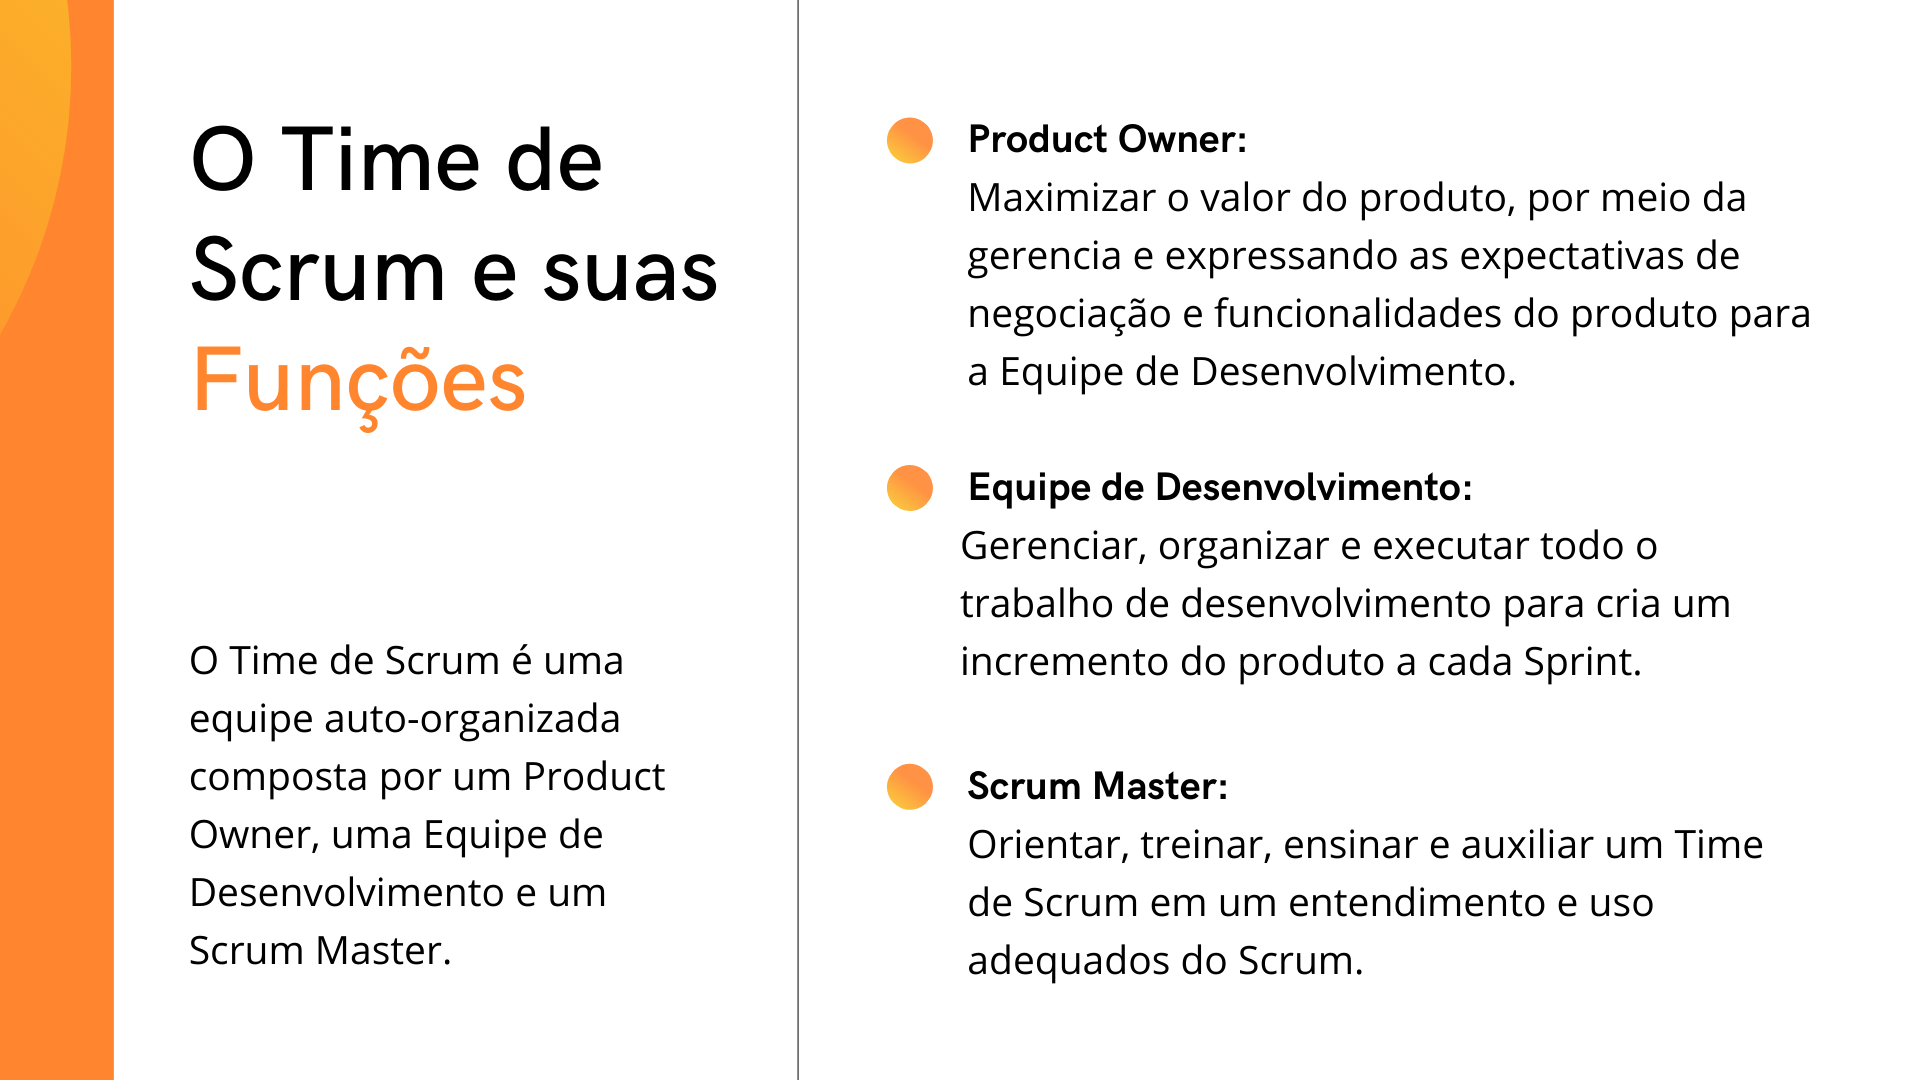 O Time de
Scrum e suas
Funções
O Time de Scrum é uma
equipe auto-organizada
composta por um Product
Owner, uma Equipe de
Desenvolvimento e um
Scrum Master.
Product Owner:
Maximizar o valor do produto, por meio da
gerencia e expressando as expectativas de
negociação e funcionalidades do produto para
a Equipe de Desenvolvimento.
Equipe de Desenvolvimento:
Gerenciar, organizar e executar todo o
trabalho de desenvolvimento para cria um
incremento do produto a cada Sprint.
Scrum Master:
Orientar, treinar, ensinar e auxiliar um Time
de Scrum em um entendimento e uso
adequados do Scrum.